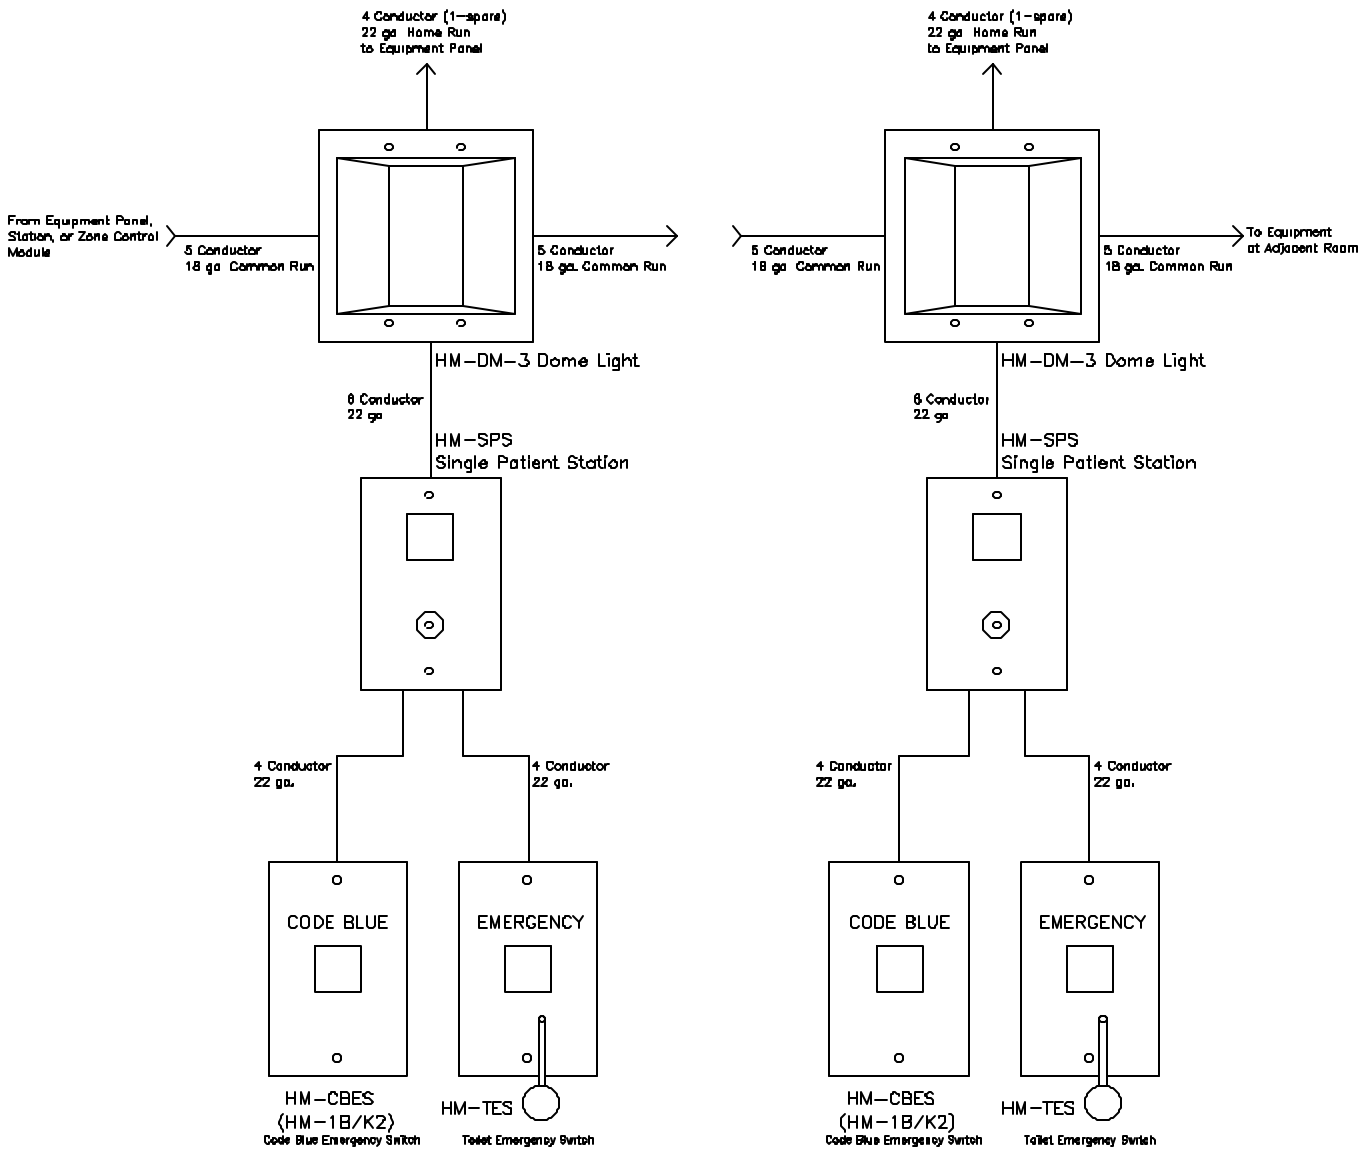 4 Conductor (1-spare)
22 ga Home Run
to Equipment Panel
4 Conductor (1-spare)
22 ga Home Run
to Equipment Panel
From Equipment Panel,
Station, or Zone Control
Module
5 Conductor
18 ga Common Run
5 Conductor
18 ga. Common Run
5 Conductor
18 ga Common Run
5 Conductor
18 ga. Common Run
To Equipment
at Adjacent Room
HM-DM-3 Dome Light
HM-DM-3 Dome Light
6 Conductor
22 ga
6 Conductor
22 ga
HM-SPS
Single Patient Station
HM-SPS
Single Patient Station
4 Conductor
22 ga.
4 Conductor
22 ga.
4 Conductor
22 ga.
4 Conductor
22 ga.
CODE BLUE
EMERGENCY
CODE BLUE
EMERGENCY
HM-CBES
(HM-1B/K2)
Code Blue Emergency Switch
HM-TES
Toilet Emergency Switch
HM-CBES
(HM-1B/K2)
Code Blue Emergency Switch
HM-TES
Toilet Emergency Switch